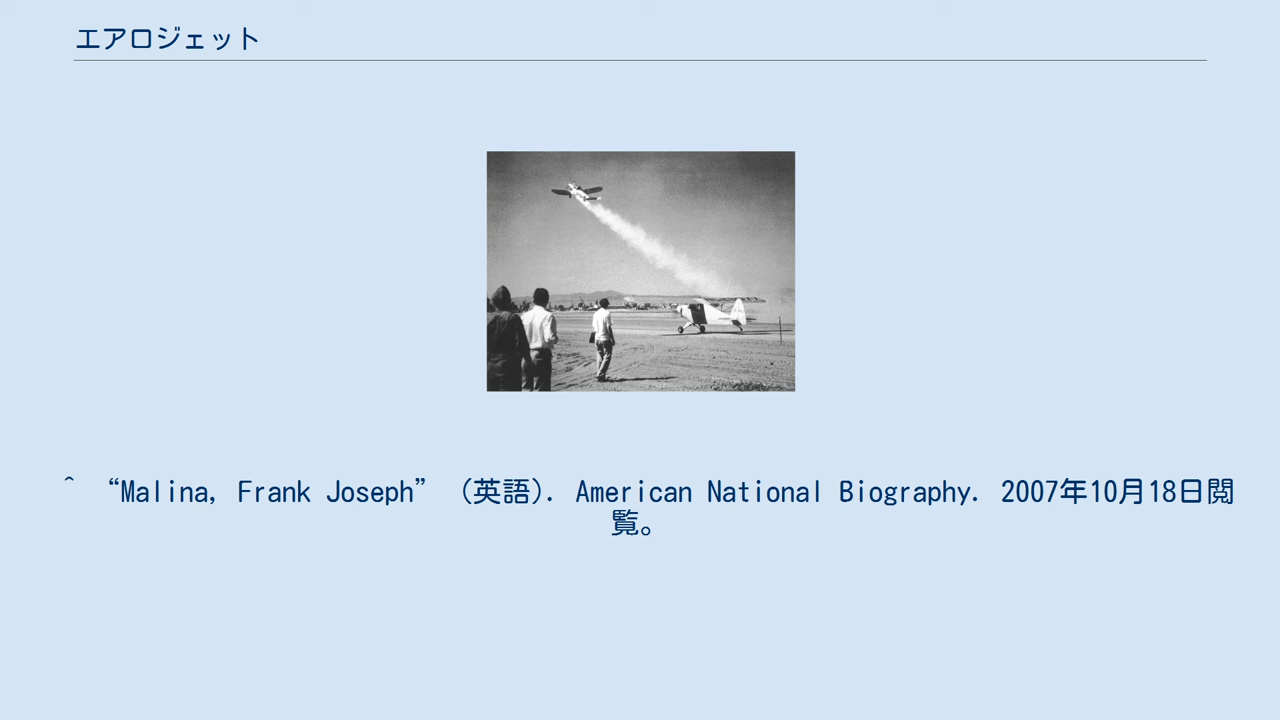 エアロジェット
^ “Malina, Frank Joseph” (英語). American National Biography. 2007年10月18日閲
覧。